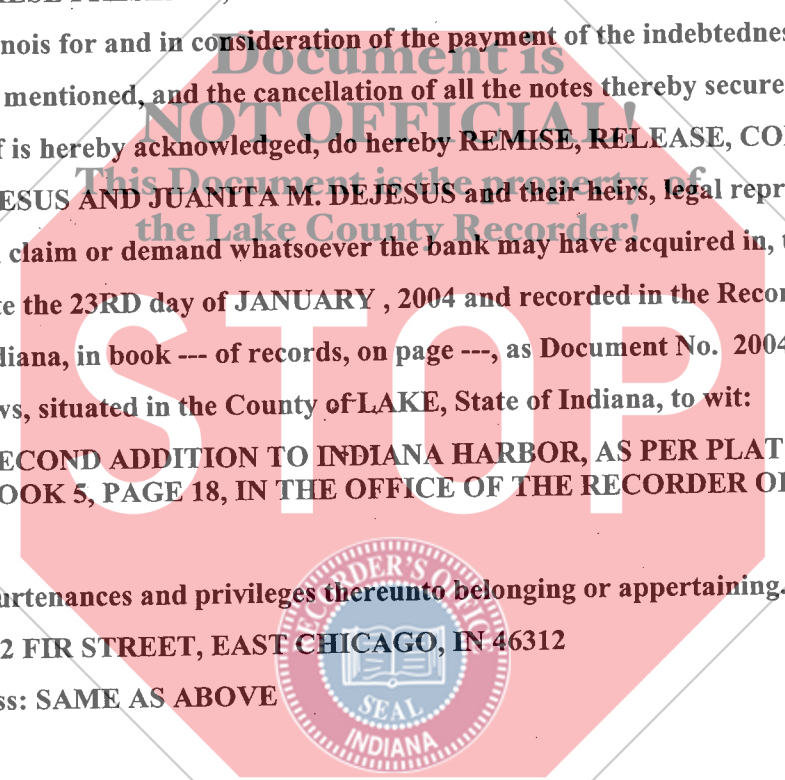 nois for and in consideration of the payment of the indebtednes
Document is
mentioned, and the cancellation of all the notes thereby secure
NOT OFFICIAL!
f is hereby acknowledged, do hereby REMISE, RELEASE, CO
This Document is the property of
ESUS AND JUANITA M. DEJESUS and their heirs, legal repr
the Lake County Recorder!
claim or demand whatsoever the bank may have acquired in, t
te the 23RD day of JANUARY , 2004 and recorded in the Recor
diana, in book --- of records, on page ---, as Document No. 2004
STOP
ws, situated in the County of LAKE, State of Indiana, to wit:
ECOND ADDITION TO INDIANA HARBOR, AS PER PLAT
OOK 5, PAGE 18, IN THE OFFICE OF THE RECORDER OF
urtenances and privileges thereunto belonging or appertaining.
2 FIR STREET, EAST CHICAGO, IN 46312
ss: SAME AS ABOVE
RECORDER'S OFFICE
SEAL
INDIANA